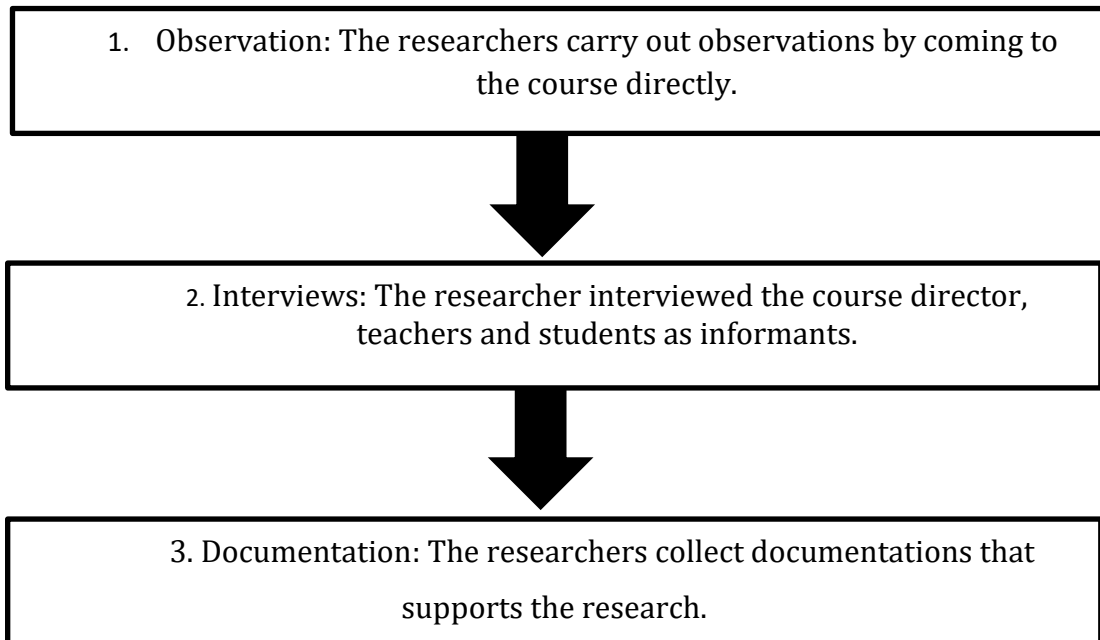 1. Observation: The researchers carry out observations by coming to
the course directly.
2. Interviews: The researcher interviewed the course director,
teachers and students as informants.
3. Documentation: The researchers collect documentations that
supports the research.